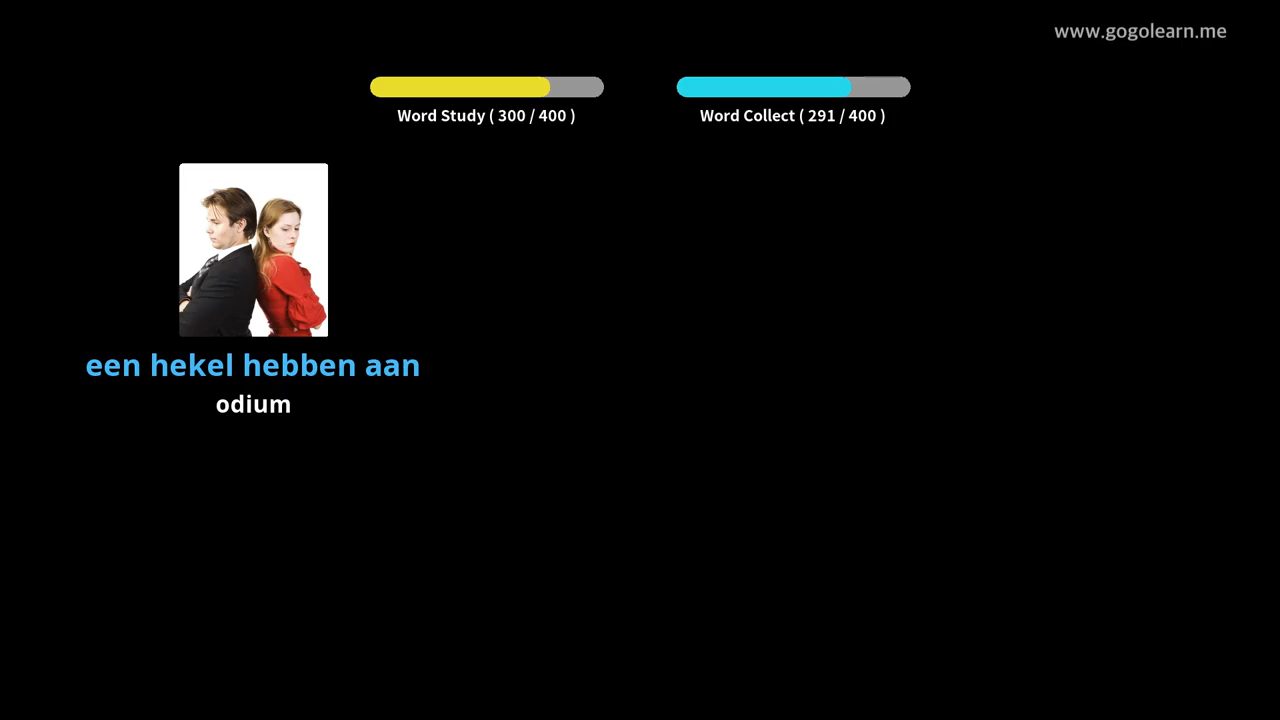 www.gogolearn.me
Word Study ( 300 / 400 )
Word Collect ( 291 / 400 )
een hekel hebben aan
odium